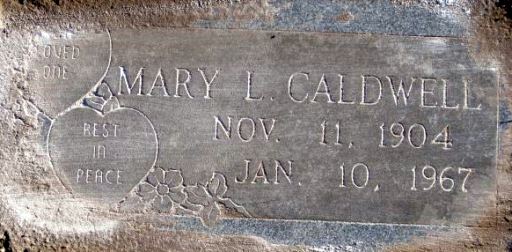 LOVED
ONE
MARY L. CALDWELL
NOV. 11, 1904
JAN. 10, 1967
REST
IN
PEACE